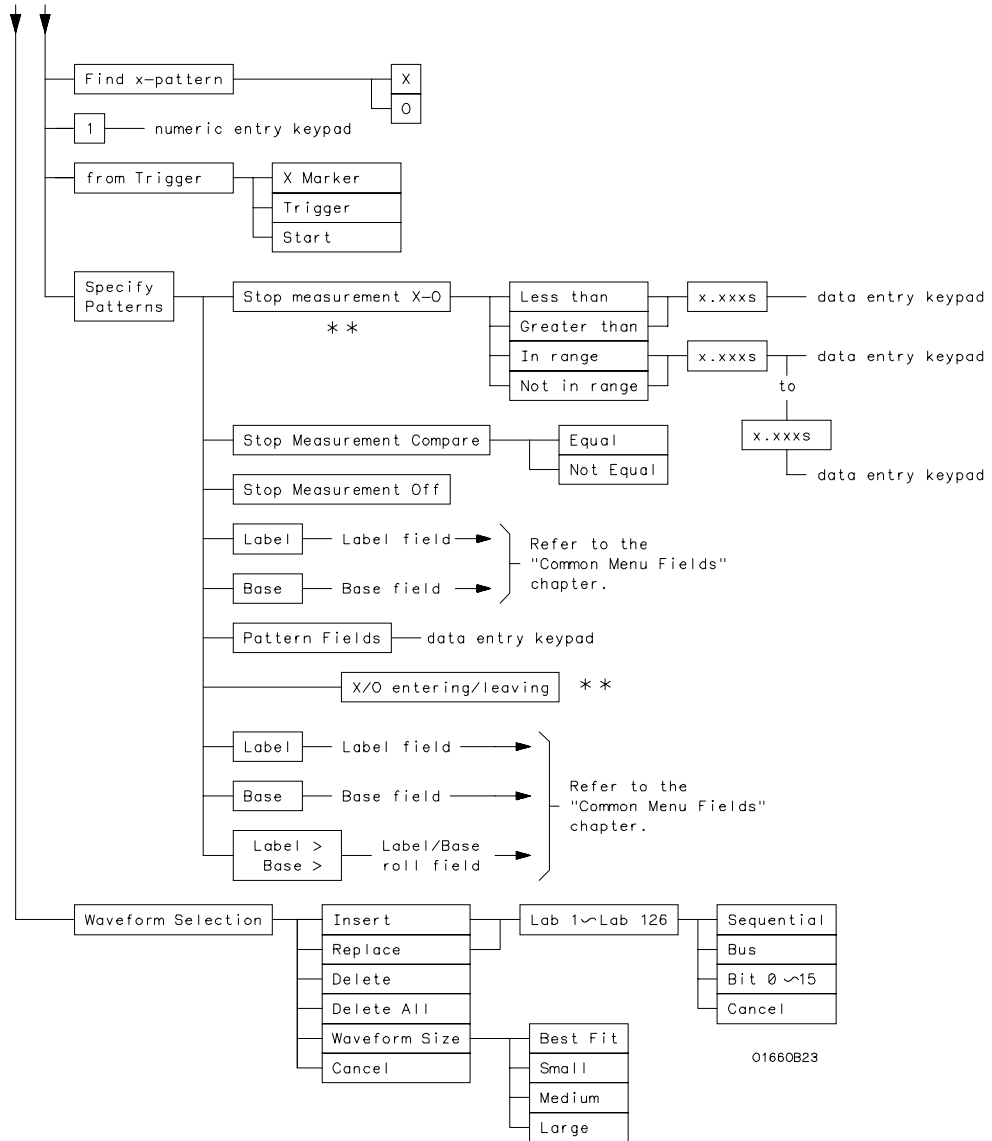 Find x-pattern
X
O
1
numeric entry keypad
from Trigger
X Marker
Trigger
Start
Specify
Patterns
Stop measurement X-O
**
Less than
Greater than
In range
Not in range
x.xxxs
data entry keypad
x.xxxs
data entry keypad
to
x.xxxs
data entry keypad
Stop Measurement Compare
Equal
Not Equal
Stop Measurement Off
Label
Label field
Base
Base field
Refer to the
"Common Menu Fields"
chapter.
Pattern Fields
data entry keypad
X/O entering/leaving
**
Label
Label field
Base
Base field
Label >
Base >
Label/Base
roll field
Refer to the
"Common Menu Fields"
chapter.
Waveform Selection
Insert
Replace
Delete
Delete All
Waveform Size
Cancel
Lab 1~Lab 126
Sequential
Bus
Bit 0 ~15
Cancel
Best Fit
Small
Medium
Large
01660B23